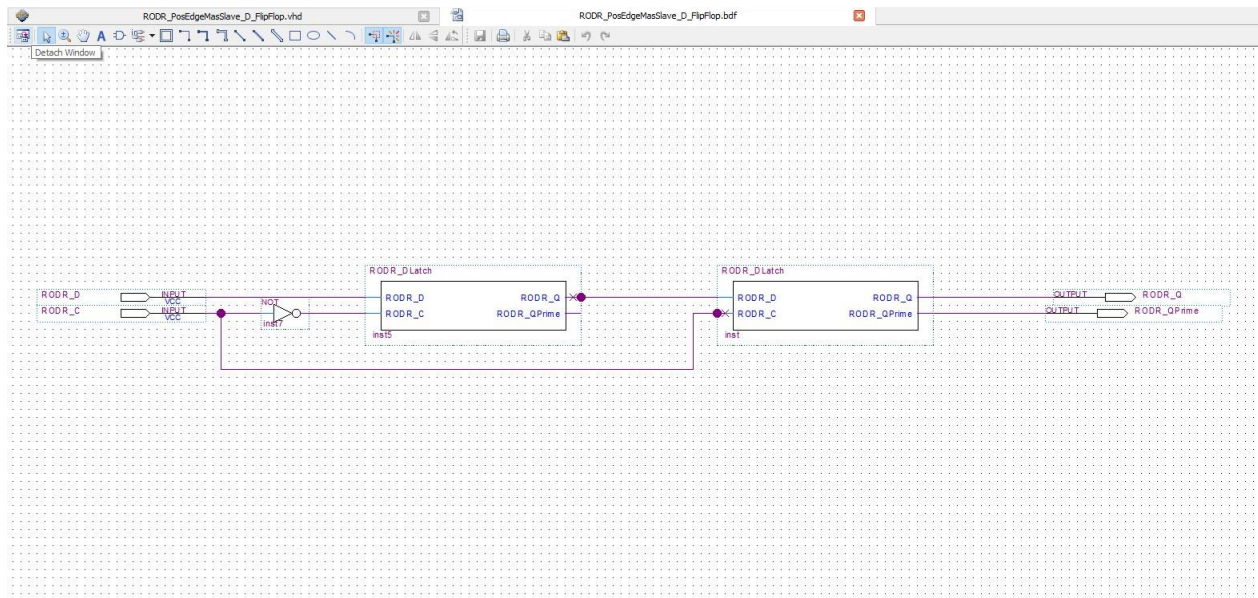 RODR_PosEdgeMasSlave_D_FlipFlop.vhd
RODR_PosEdgeMasSlave_D_FlipFlop.bdf
Detach Window
RODR_DLatch
RODR_DLatch
RODR_D
INPUT
VCC
RODR_C
INPUT
VCC
NOT
inst7
RODR_D
RODR_Q
RODR_C
RODR_QPrime
inst5
RODR_D
RODR_Q
RODR_C
RODR_QPrime
inst
OUTPUT
RODR_Q
OUTPUT
RODR_QPrime